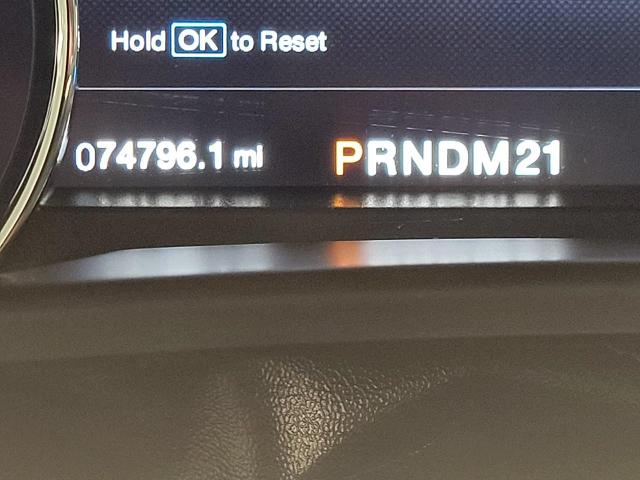 Hold OK to Reset
074796.1 mi PRNDM21